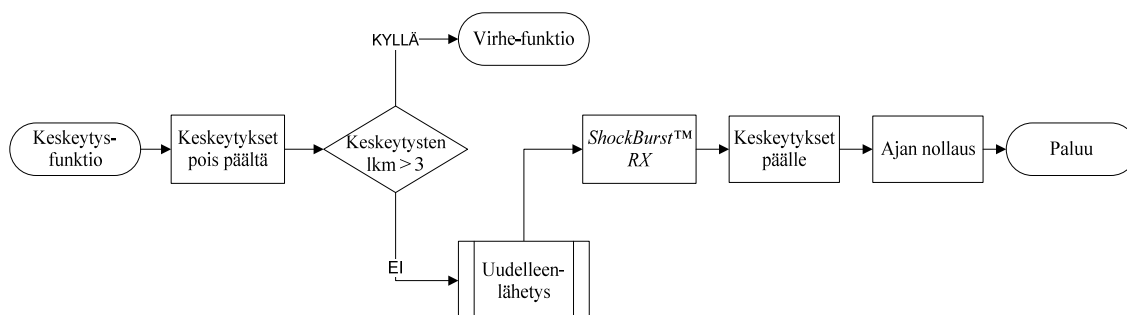 KYLLÄ
Virhe-funktio
Keskeytys-
funktio
Keskeytykset
pois päältä
Keskeytysten
lkm > 3
EI
Uudelleen-
lähetys
ShockBurst™
RX
Keskeytykset
päälle
Ajan nollaus
Paluu